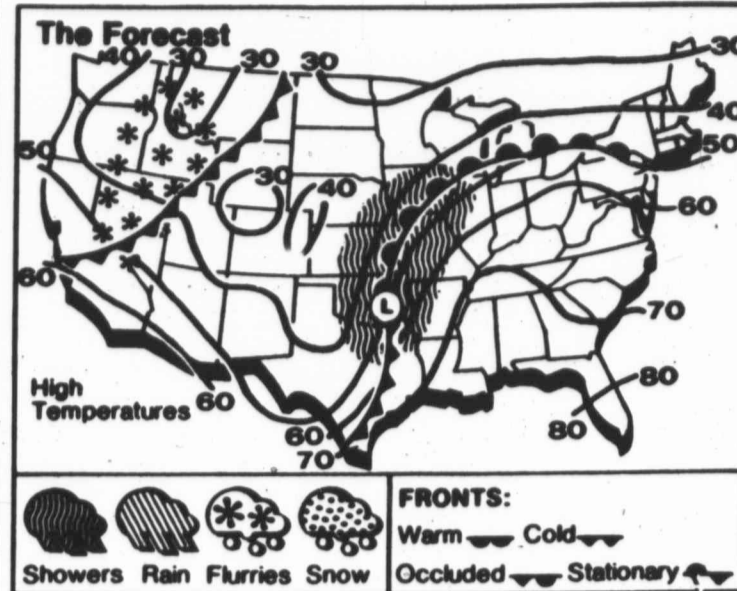 The Forecast
40 30 30 30 30
40
50
50
30 40
60
60
L
70
High
Temperatures
60
80
60
80
70
Showers Rain Flurries Snow
FRONTS:
Warm Cold
Occluded Stationary